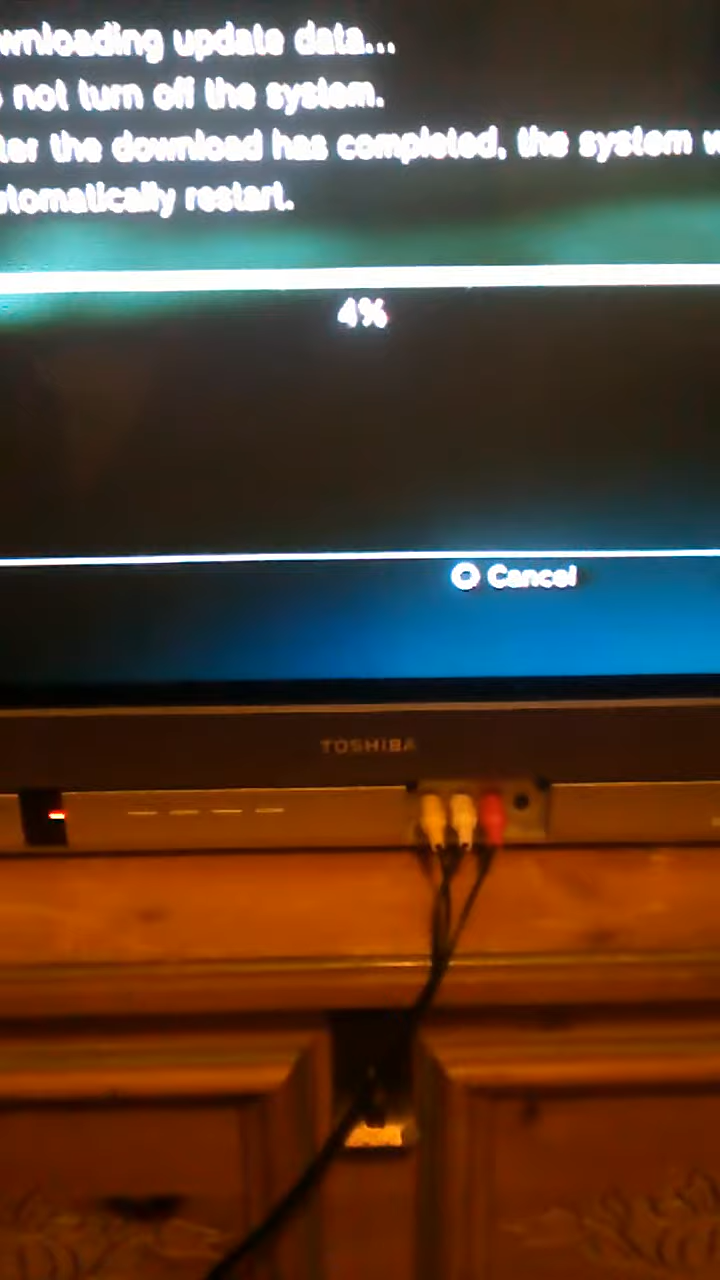 wnloading update data...
not turn off the system.
ter the download has completed, the system w
utomatically restart.
4%
Cancel
TOSHIBA